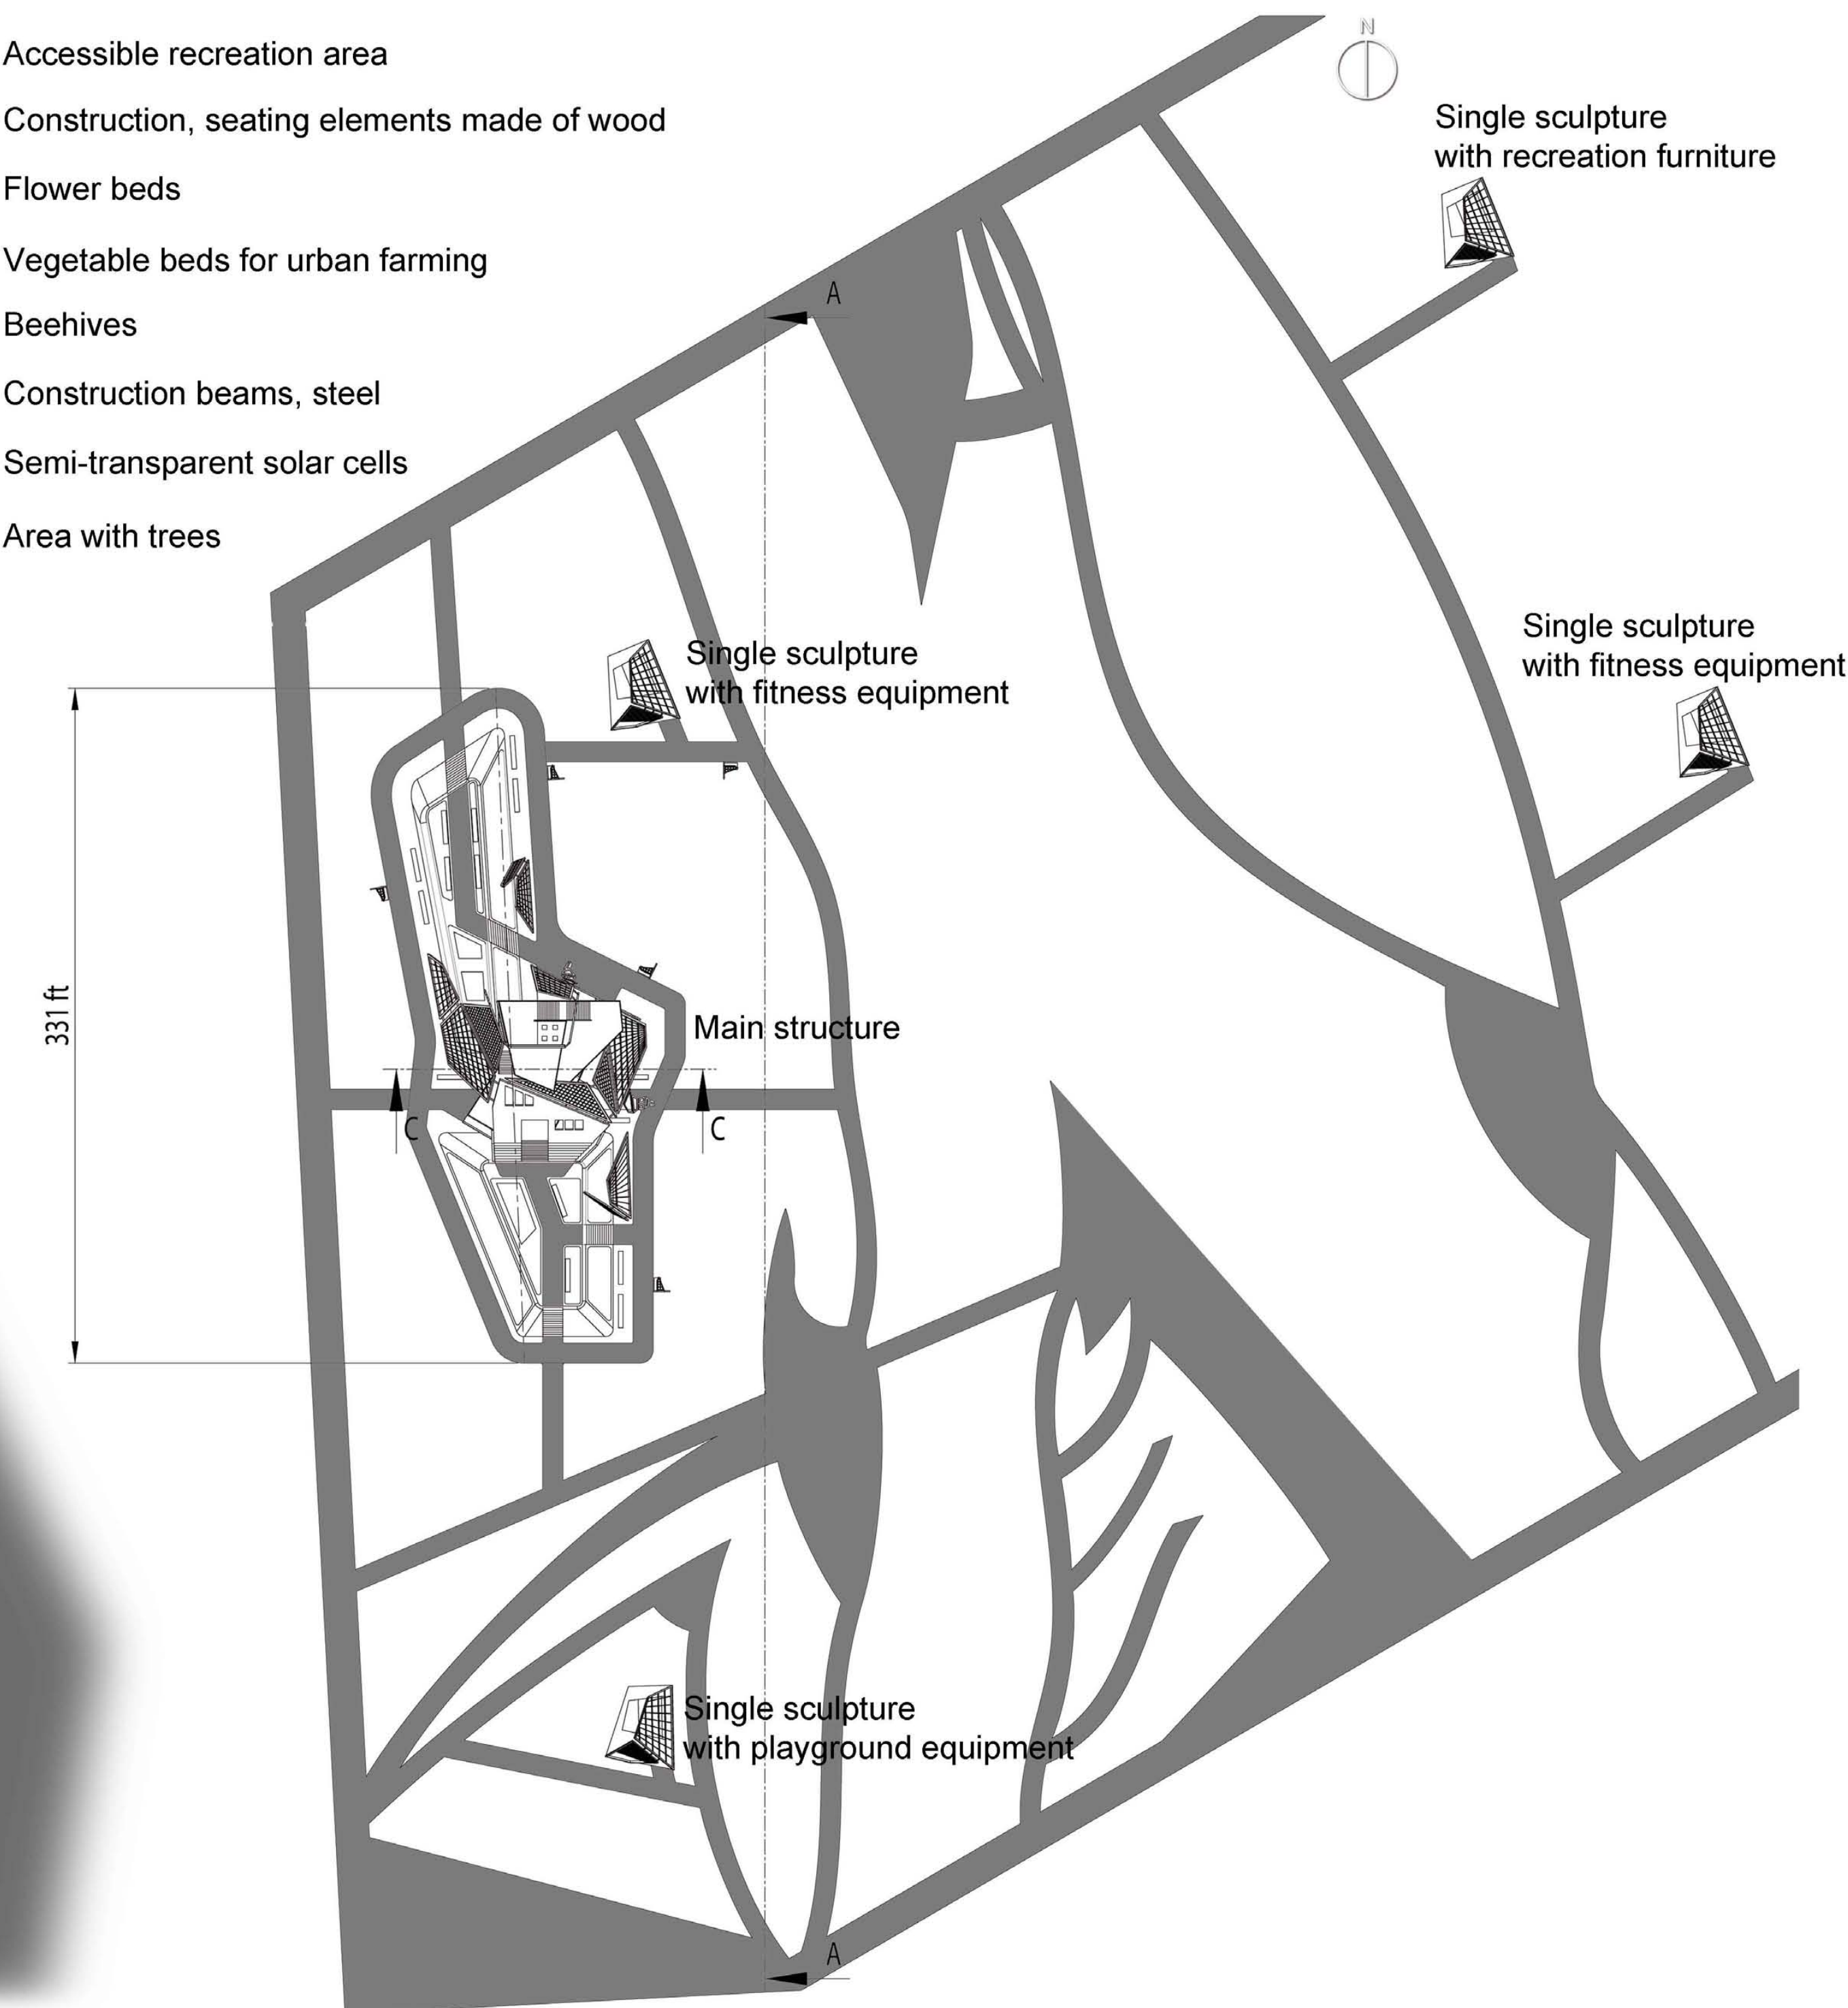 Accessible recreation area
Construction, seating elements made of wood
Flower beds
Vegetable beds for urban farming
Beehives
Construction beams, steel
Semi-transparent solar cells
Area with trees
N
Single sculpture
with recreation furniture
A
Single sculpture
with fitness equipment
Single sculpture
with fitness equipment
331 ft
Main structure
C
C
Single sculpture
with playground equipment
A